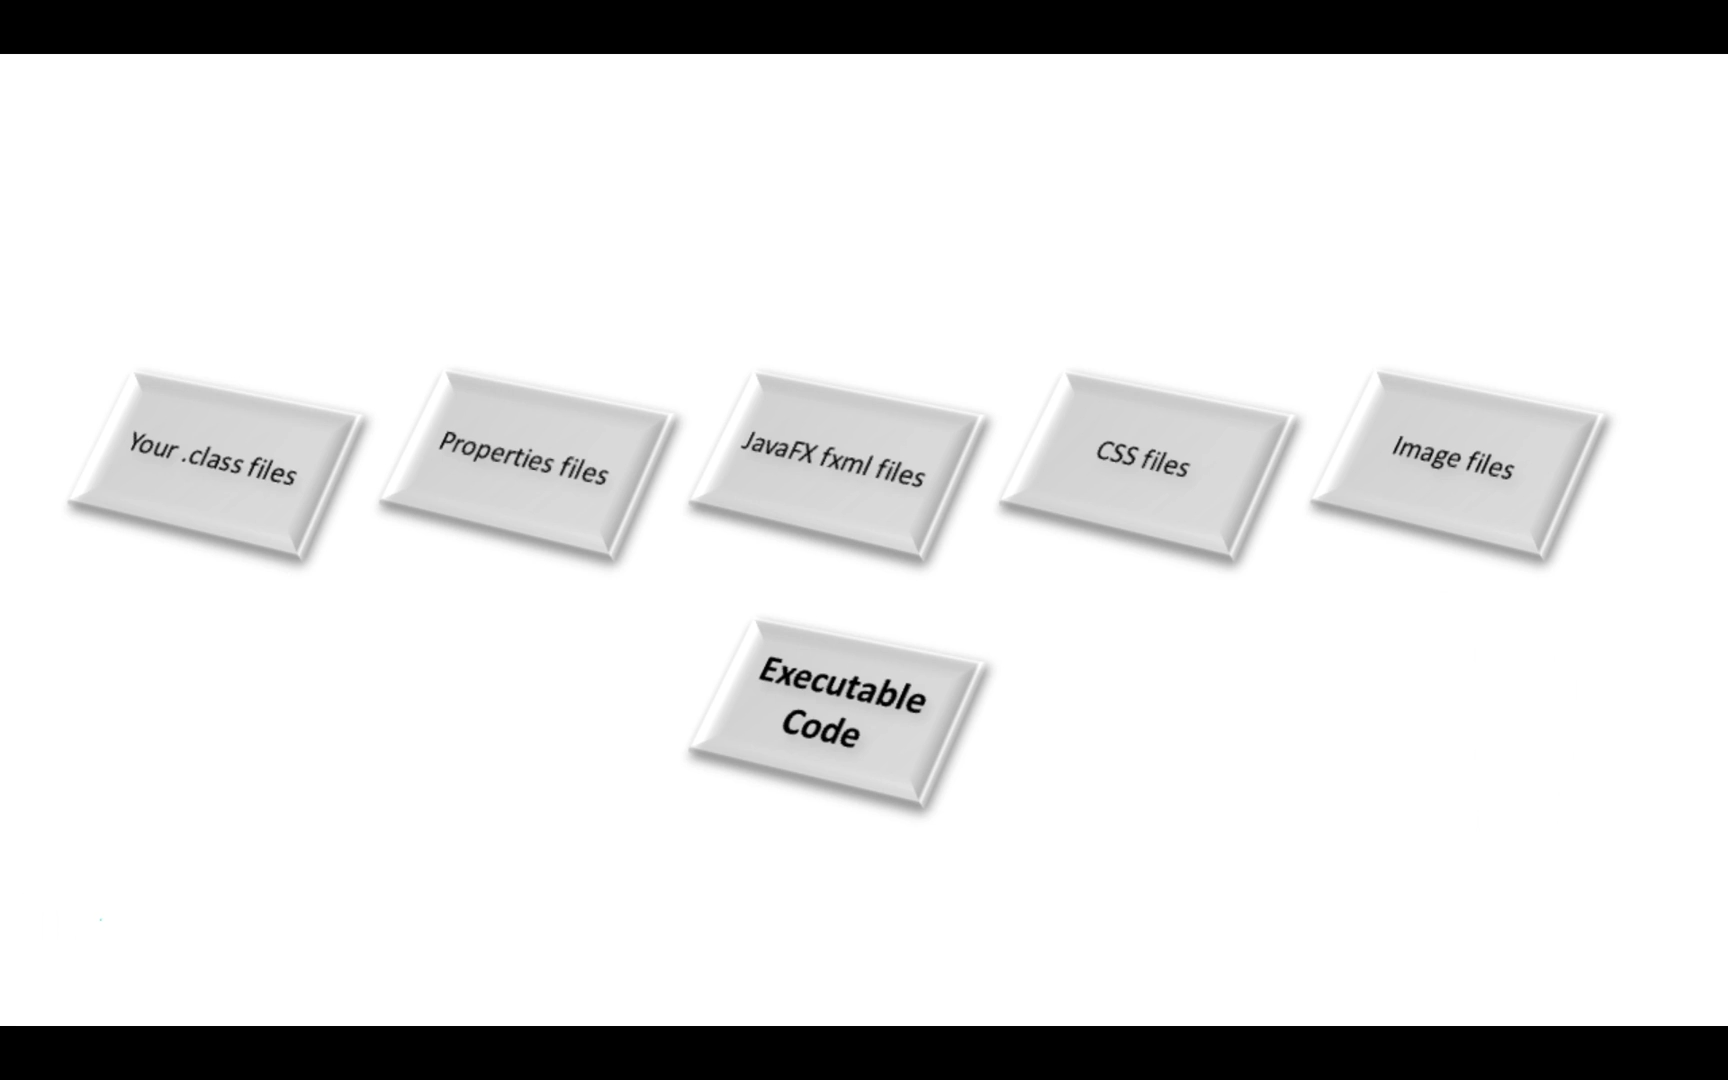 Your .class files
Properties files
JavaFX fxml files
CSS files
Image files
Executable
Code